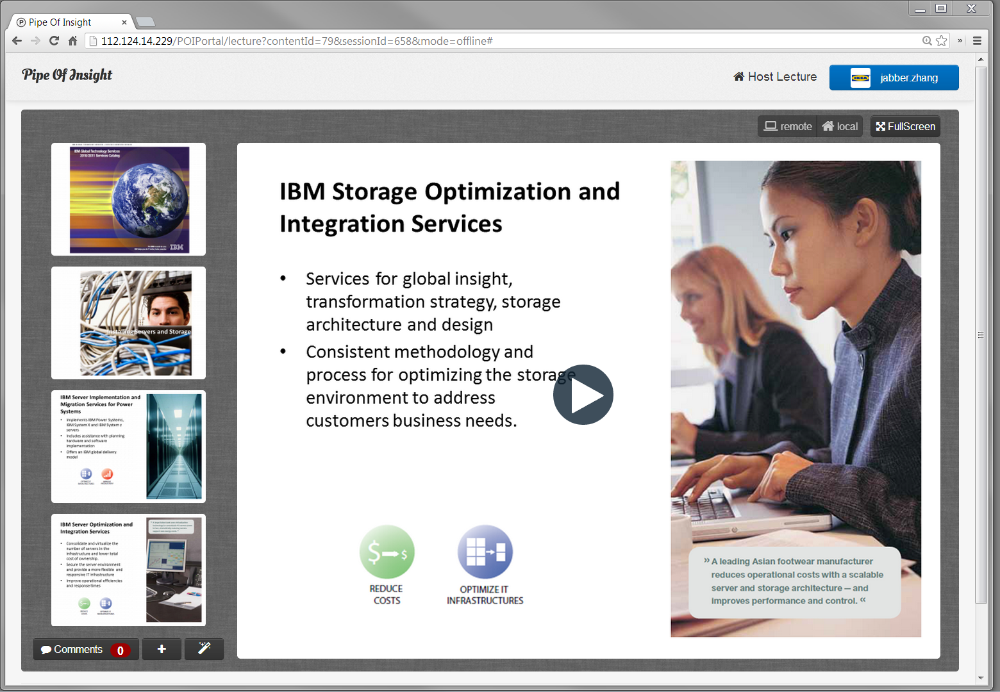 Pipe Of Insight
112.124.14.229/POIPortal/lecture?contentId=79&sessionId=658&mode=offline#
Pipe Of Insight
Host Lecture
IKEA
jabber.zhang
remote
local
FullScreen
IBM Global Technology Services
2010/2011 Services Catalog
IBM
Installing Servers and Storage
IBM Server Implementation and
Migration Services for Power
Systems
• Implements IBM Power Systems,
IBM System X and IBM System z
servers
• Includes assistance with planning
hardware and software
implementation
• Offers an IBM global delivery
model
IBM Server Optimization and
Integration Services
• Consolidate and virtualize the
number of servers in the
infrastructure and lower total
cost of ownership.
• Secure the server environment
and provide a more flexible and
responsive IT infrastructure
• Improve operational efficiencies
and response times
REDUCE
COSTS
OPTIMIZE IT
INFRASTRUCTURES
Comments 0
+
IBM Storage Optimization and
Integration Services
• Services for global insight,
transformation strategy, storage
architecture and design
• Consistent methodology and
process for optimizing the storage
environment to address
customers business needs.
$ $
REDUCE
COSTS
OPTIMIZE IT
INFRASTRUCTURES
» A leading Asian footwear manufacturer
reduces operational costs with a scalable
server and storage architecture — and
improves performance and control. «